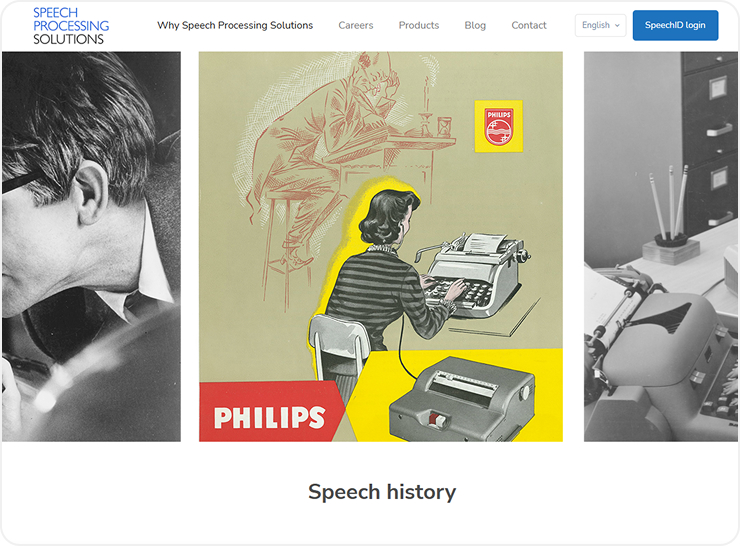 SPEECH
PROCESSING
SOLUTIONS
Why Speech Processing Solutions
Careers
Products
Blog
Contact
English
SpeechID login
PHILIPS
PHILIPS
Speech history